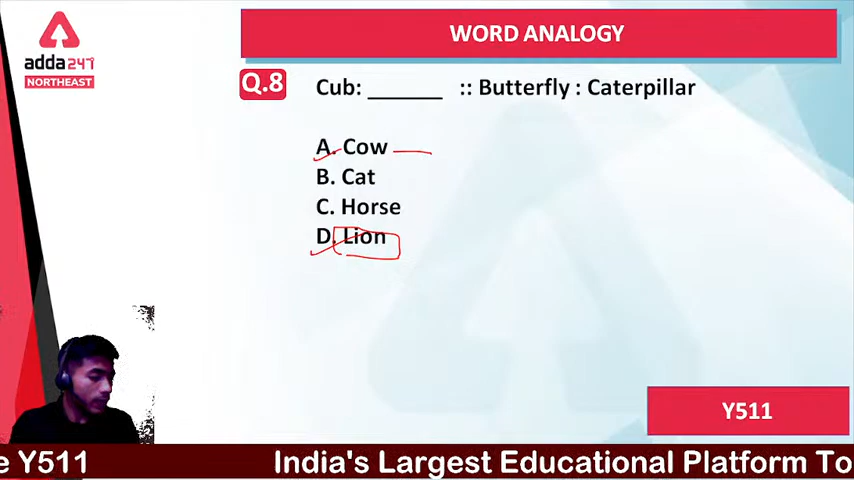 WORD ANALOGY
adda247
NORTHEAST
Q.8 Cub: ______ :: Butterfly : Caterpillar
A. Cow
B. Cat
C. Horse
D. Lion
Y511
e Y511 India's Largest Educational Platform To